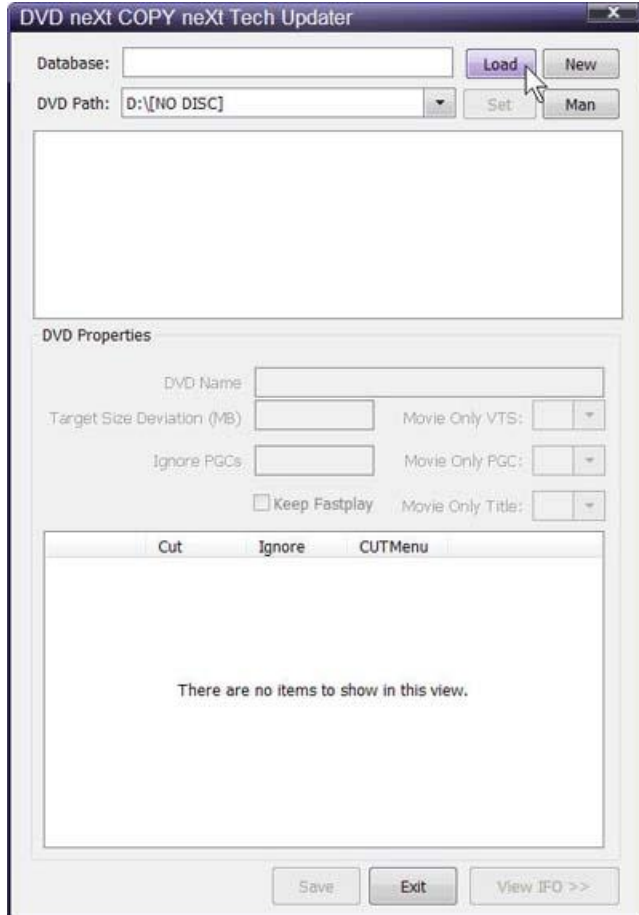 DVD neXt COPY neXt Tech Updater
Database: Load New
DVD Path: D:\[NO DISC] Set Man
DVD Properties
DVD Name
Target Size Deviation (MB) Movie Only VTS:
Ignore PGCs Movie Only PGC:
Keep Fastplay Movie Only Title:
Cut Ignore CUTMenu
There are no items to show in this view.
Save Exit View IFO >>